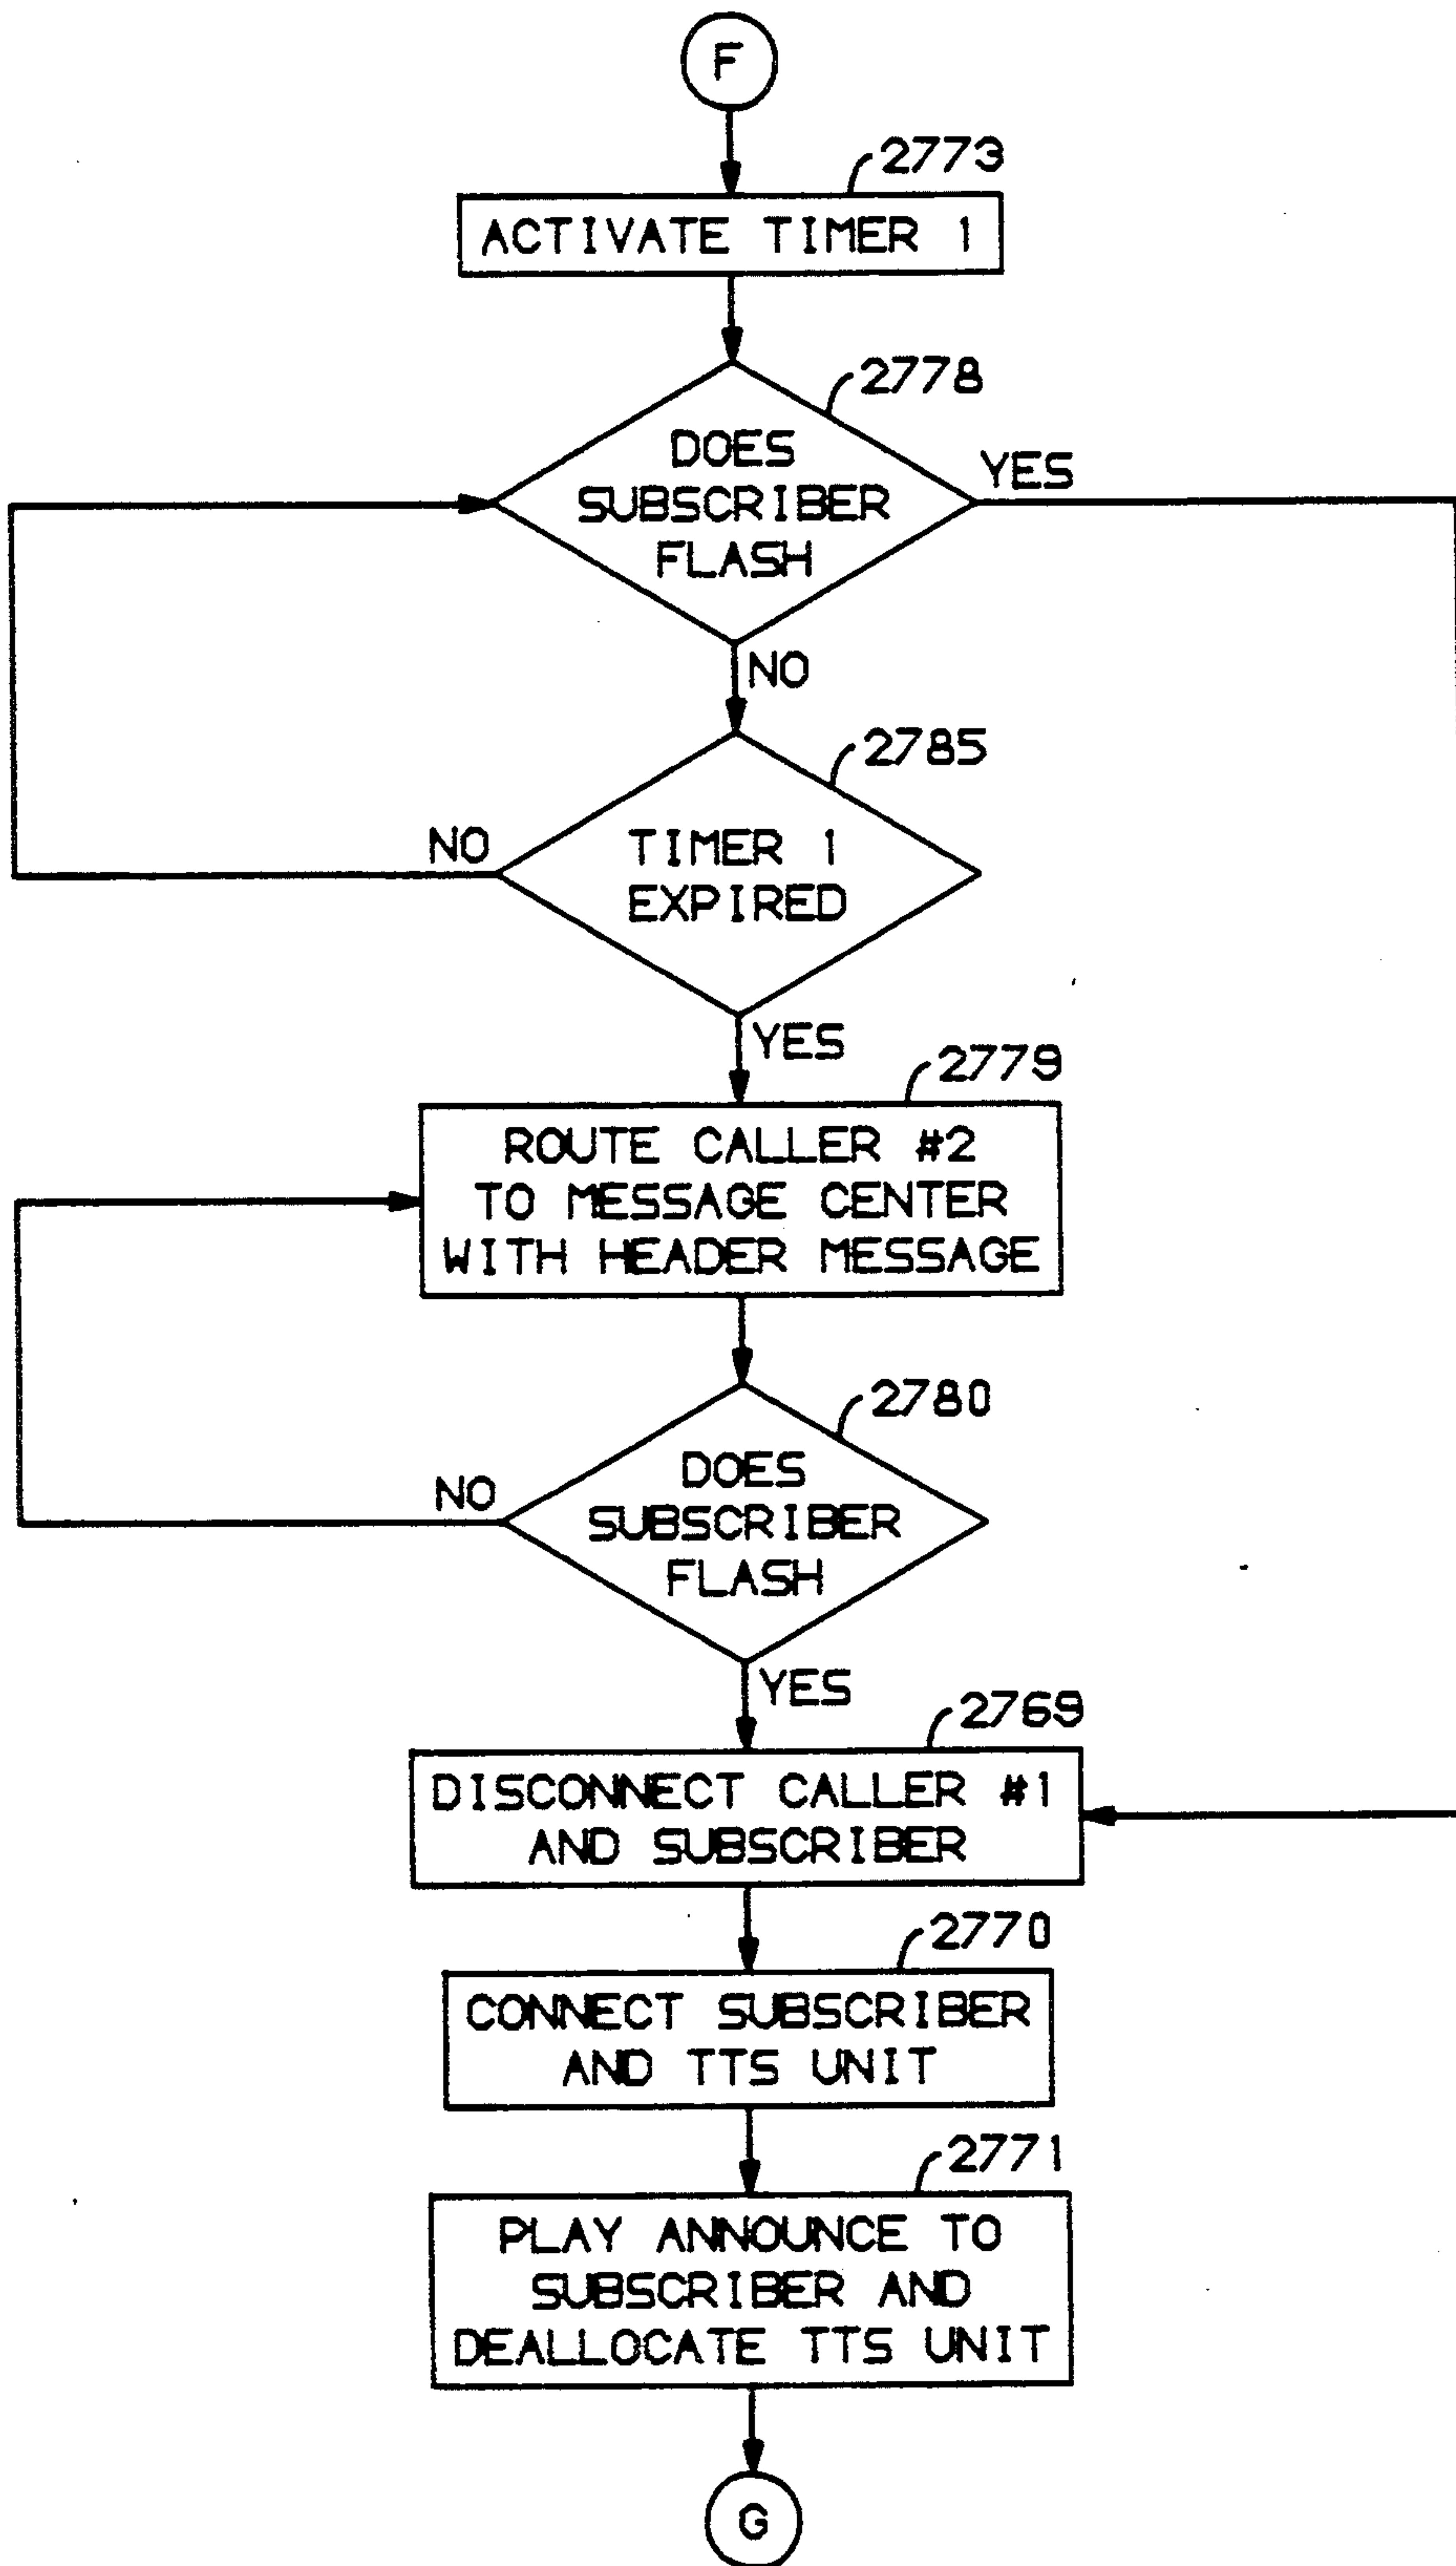 F
2773
ACTIVATE TIMER 1
2778
DOES
SUBSCRIBER
FLASH
YES
NO
2785
TIMER 1
EXPIRED
NO
YES
2779
ROUTE CALLER #2
TO MESSAGE CENTER
WITH HEADER MESSAGE
2780
DOES
SUBSCRIBER
FLASH
NO
YES
2769
DISCONNECT CALLER #1
AND SUBSCRIBER
2770
CONNECT SUBSCRIBER
AND TTS UNIT
2771
PLAY ANNOUNCE TO
SUBSCRIBER AND
DEALLOCATE TTS UNIT
G